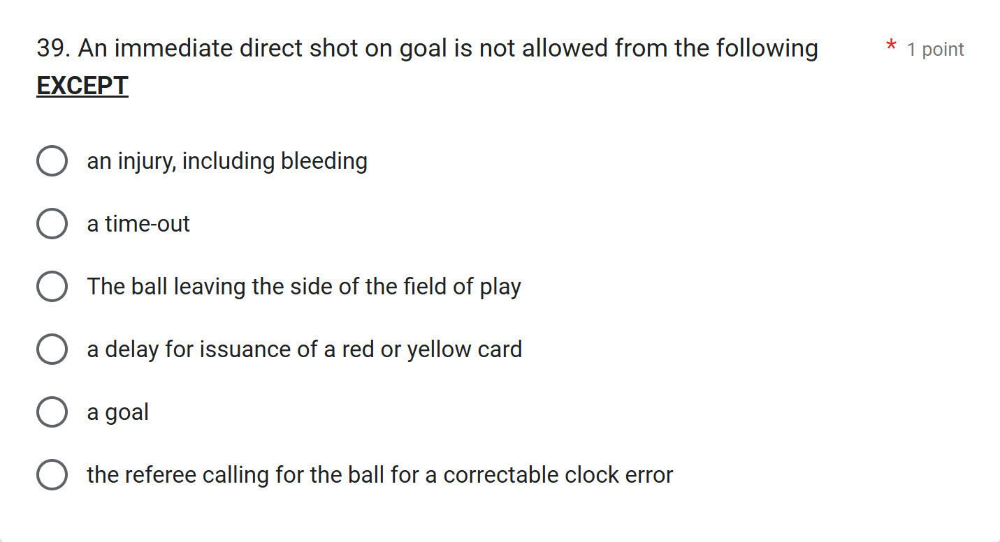 39. An immediate direct shot on goal is not allowed from the following
* 1 point
EXCEPT
an injury, including bleeding
a time-out
The ball leaving the side of the field of play
a delay for issuance of a red or yellow card
a goal
the referee calling for the ball for a correctable clock error